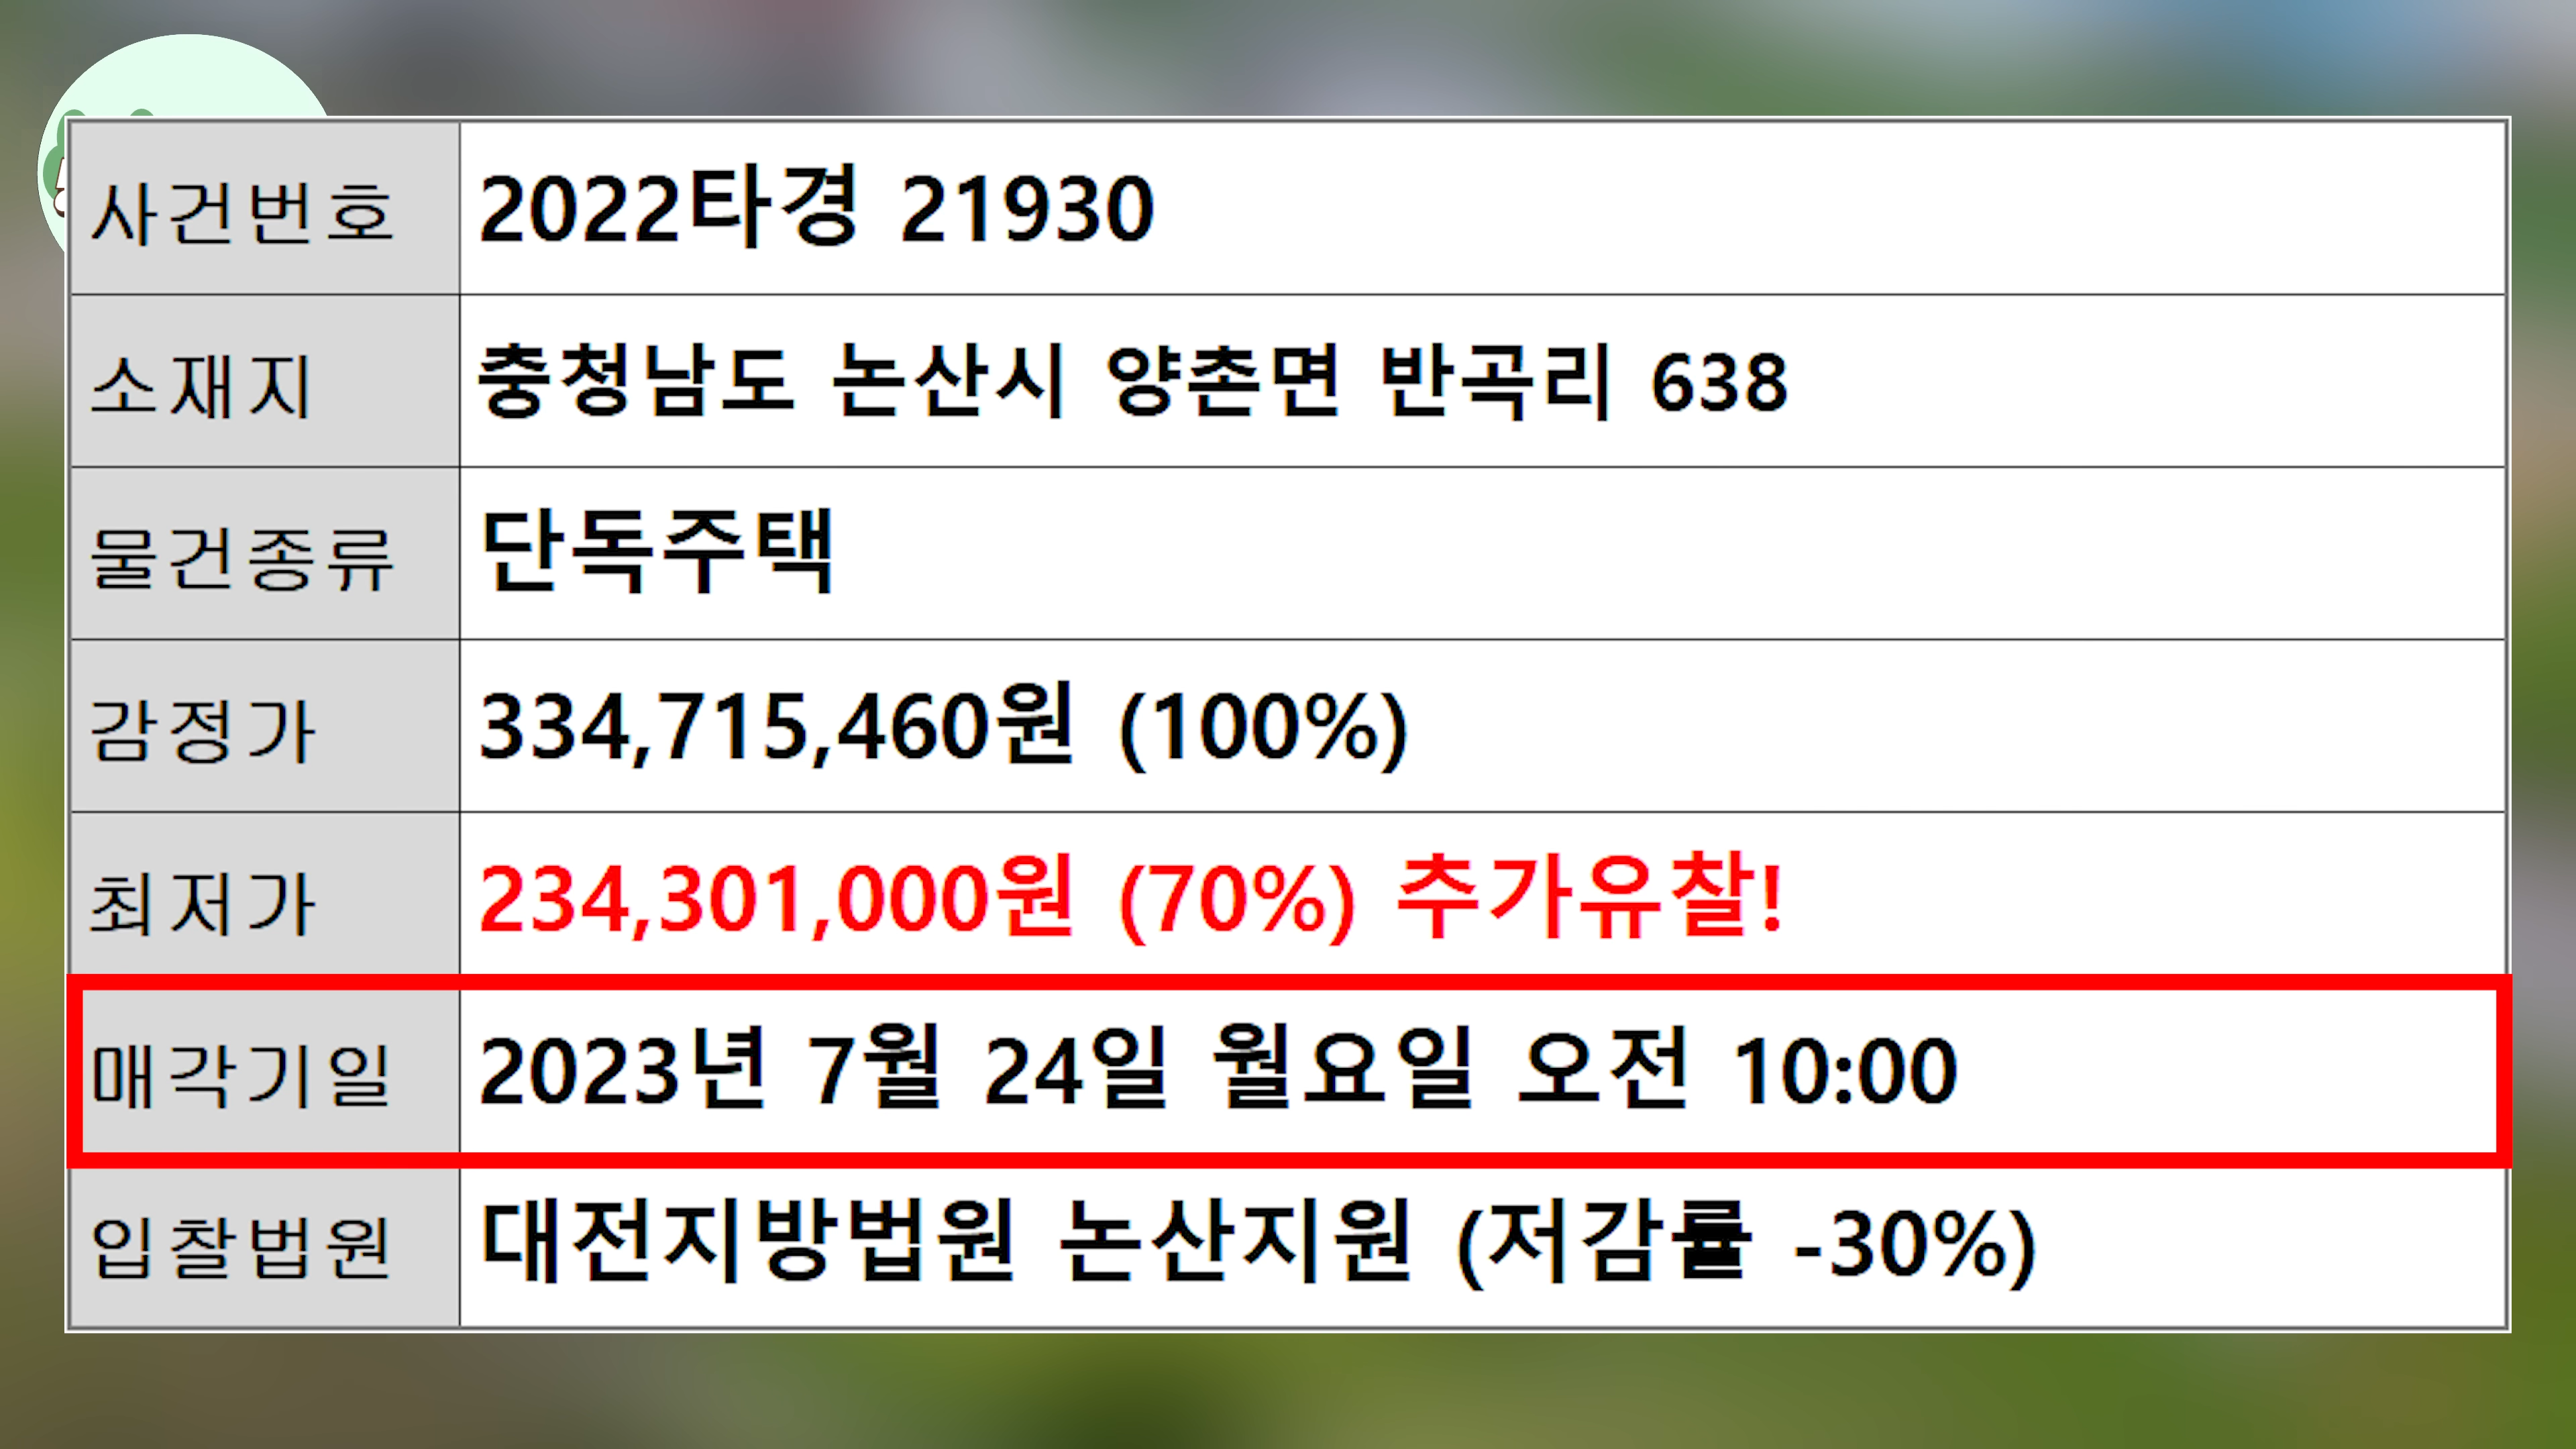 사건번호 2022타경 21930
소재지 충청남도 논산시 양촌면 반곡리 638
물건종류 단독주택
감정가 334,715,460원 (100%)
최저가 234,301,000원 (70%) 추가유찰!
매각기일 2023년 7월 24일 월요일 오전 10:00
입찰법원 대전지방법원 논산지원 (저감률 -30%)